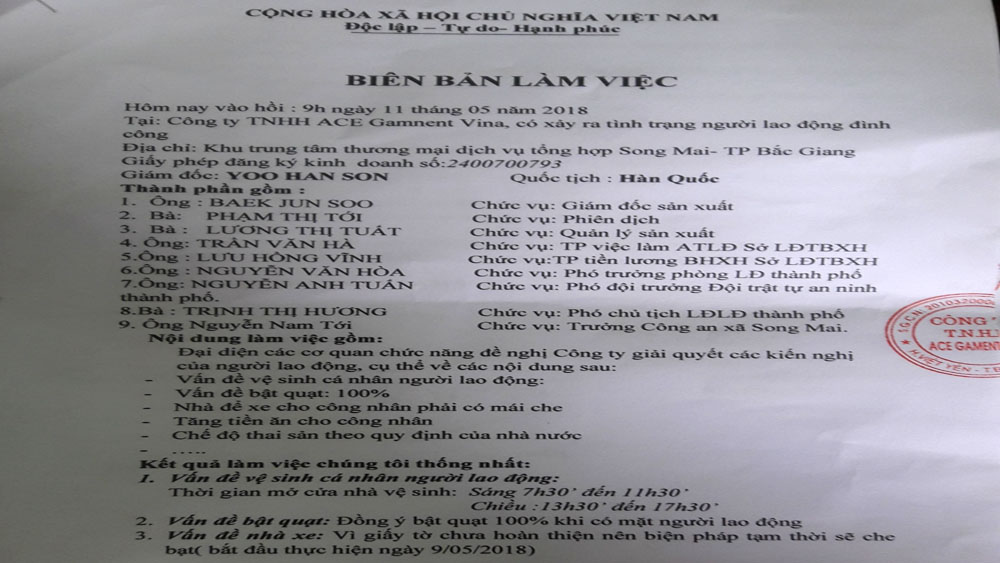 CỘNG HÒA XÃ HỘI CHỦ NGHĨA VIỆT NAM
Độc lập – Tự do- Hạnh phúc
BIÊN BẢN LÀM VIỆC
Hôm nay vào hồi : 9h ngày 11 tháng 05 năm 2018
Tại: Công ty TNHH ACE Gamnent Vina, có xảy ra tình trạng người lao động đình
công
Địa chỉ: Khu trung tâm thương mại dịch vụ tổng hợp Song Mai- TP Bắc Giang
Giấy phép đăng ký kinh doanh số:2400700793
Giám đốc: YOO HAN SON Quốc tịch : Hàn Quốc
Thành phần gồm :
1. Ông : BAEK JUN SOO Chức vụ: Giám đốc sản xuất
2. Bà: PHẠM THỊ TỚI Chức vụ: Phiên dịch
3. Bà : LƯƠNG THỊ TUẤT Chức vụ: Quản lý sản xuất
4. Ông: TRẦN VĂN HÀ Chức vụ: TP việc làm ATLĐ Sở LĐTBXH
5.Ông : LƯU HỒNG VĨNH Chức vụ:TP tiền lương BHXH Sở LĐTBXH
6.Ông : NGUYỄN VĂN HÒA Chức vụ: Phó trưởng phòng LĐ thành phố
7.Ông: NGUYỄN ANH TUẤN Chức vụ: Phó đội trưởng Đội trật tự an ninh
thành phố.
8.Bà : TRỊNH THỊ HƯƠNG Chức vụ: Phó chủ tịch LĐLĐ thành phố
9. Ông Nguyễn Nam Tới Chức vụ: Trưởng Công an xã Song Mai.
Nội dung làm việc gồm:
Đại diện các cơ quan chức năng đề nghị Công ty giải quyết các kiến nghị
của người lao động, cụ thể về các nội dung sau:
- Vấn đề vệ sinh cá nhân người lao động:
- Vấn đề bật quạt: 100%
- Nhà để xe cho công nhân phải có mái che
- Tăng tiền ăn cho công nhân
- Chế độ thai sản theo quy định của nhà nước
- .....
Kết quả làm việc chúng tôi thống nhất:
1. Vấn đề vệ sinh cá nhân người lao động:
Thời gian mở cửa nhà vệ sinh: Sáng 7h30' đến 11h30'
Chiều :13h30' đến 17h30'
2. Vấn đề bật quạt: Đồng ý bật quạt 100% khi có mặt người lao động
3. Vấn đề nhà xe: Vì giấy tờ chưa hoàn thiện nên biện pháp tạm thời sẽ che
bạt( bắt đầu thực hiện ngày 9/05/2018)
CÔNG
T.N.H.
ACE GAMENT
H.VIỆT YÊN